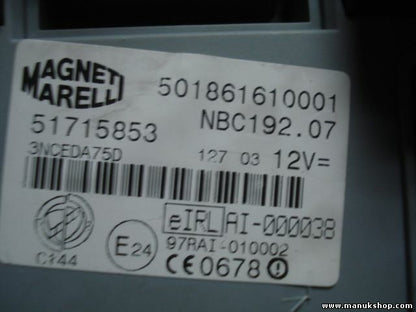 MAGNETI
MARELLI
501861610001
51715853
NBC192.07
3NCEDA75D
127 03 12V=
eIRL AI-000038
E24
97RAI-010002
C144
CE0678
www.manukshop.com